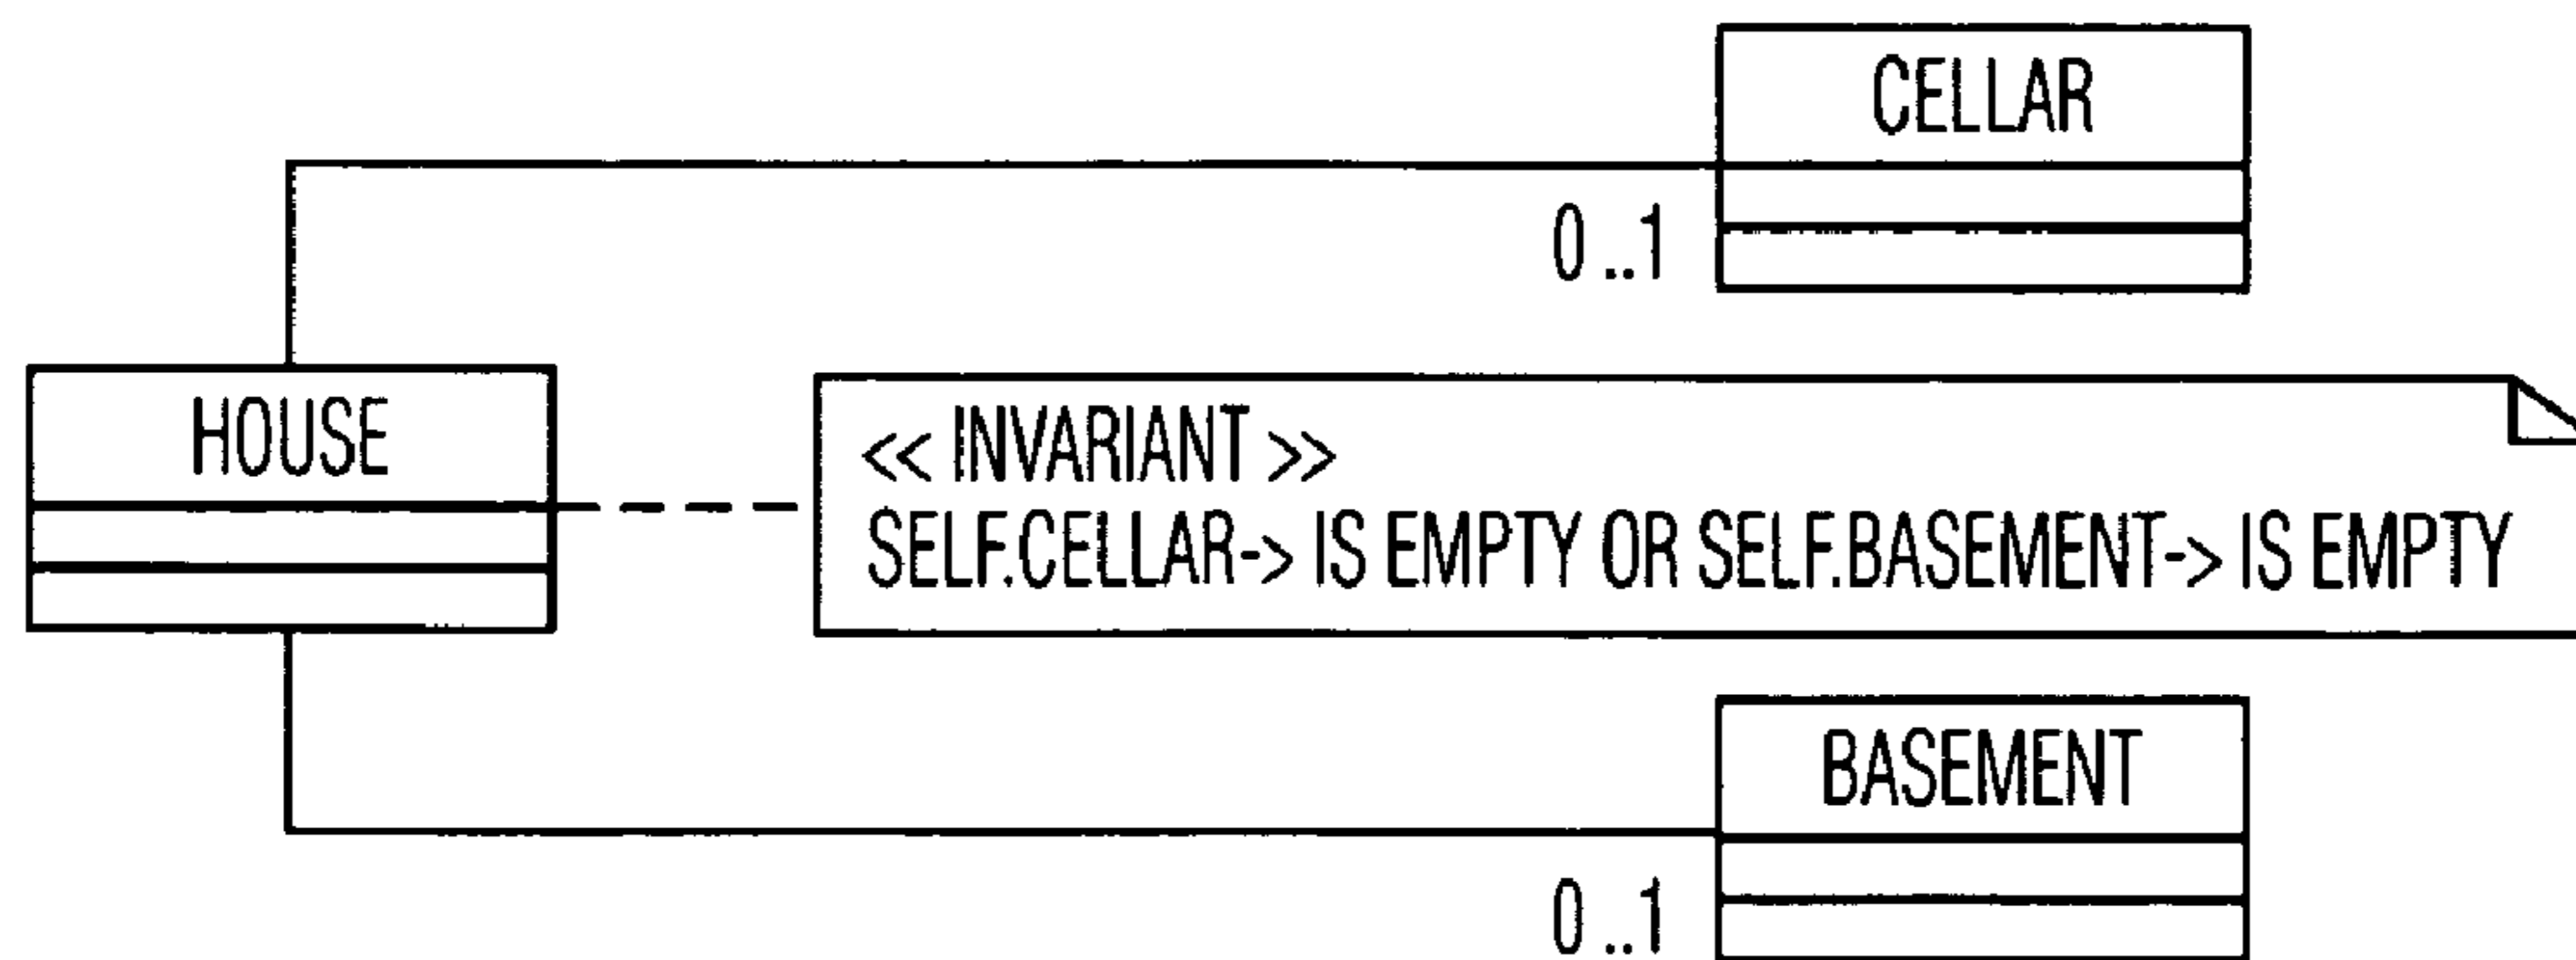 CELLAR
0..1
HOUSE
<< INVARIANT >>
SELF.CELLAR-> IS EMPTY OR SELF.BASEMENT-> IS EMPTY
BASEMENT
0..1